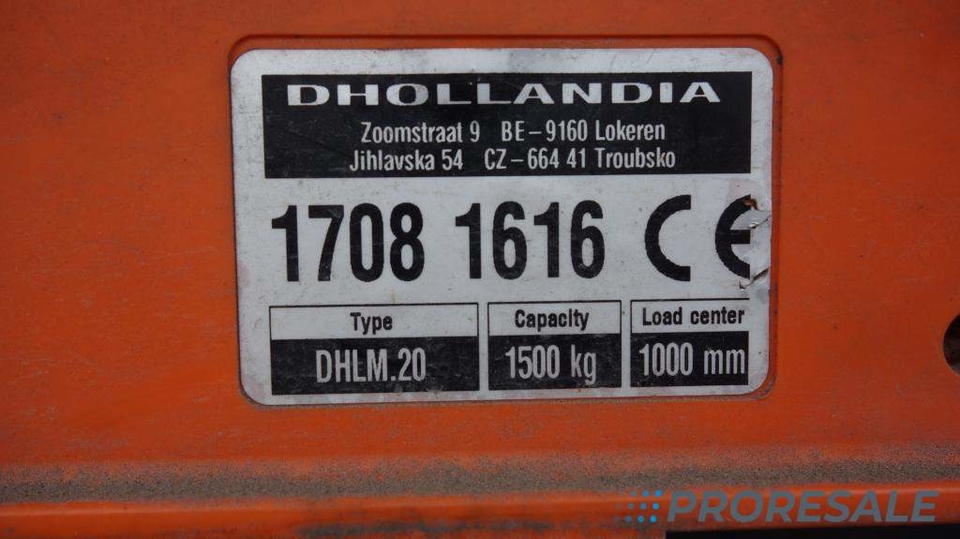 DHOLLANDIA
Zoomstraat 9 BE-9160 Lokeren
Jihlavska 54 CZ-664 41 Troubsko
1708 1616 CE
Type Capacity Load center
DHLM.20 1500 kg 1000 mm
PRORESALE